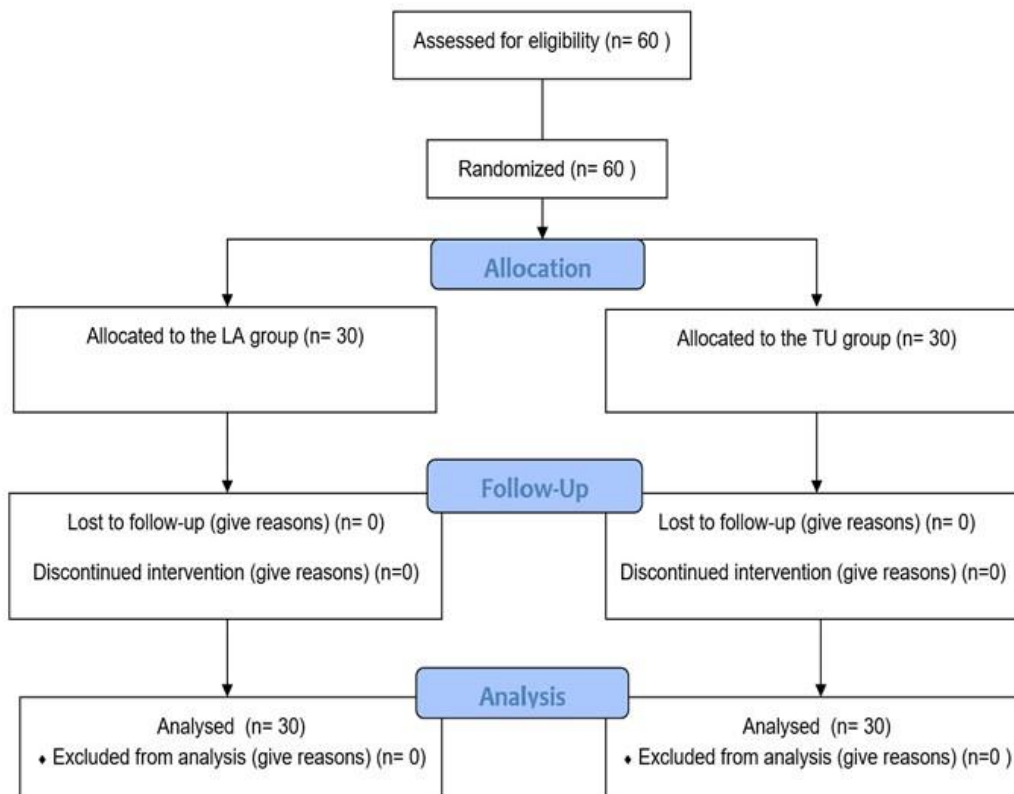 Assessed for eligibility (n= 60 )
Randomized (n= 60 )
Allocation
Allocated to the LA group (n= 30)
Allocated to the TU group (n= 30)
Follow-Up
Lost to follow-up (give reasons) (n= 0)
Discontinued intervention (give reasons) (n=0)
Lost to follow-up (give reasons) (n= 0)
Discontinued intervention (give reasons) (n=0)
Analysis
Analysed (n= 30)
♦ Excluded from analysis (give reasons) (n= 0)
Analysed (n= 30)
♦ Excluded from analysis (give reasons) (n=0 )